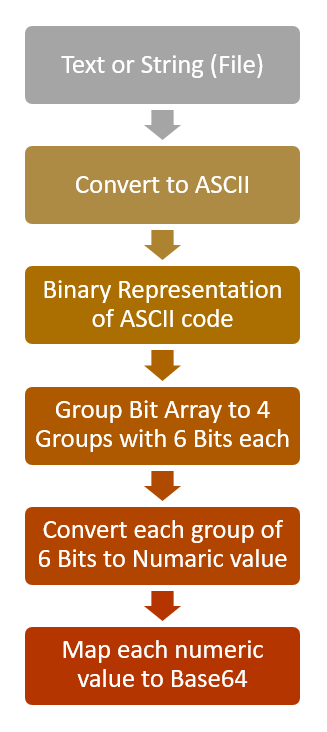 Text or String (File)
Convert to ASCII
Binary Representation
of ASCII code
Group Bit Array to 4
Groups with 6 Bits each
Convert each group of
6 Bits to Numaric value
Map each numeric
value to Base64